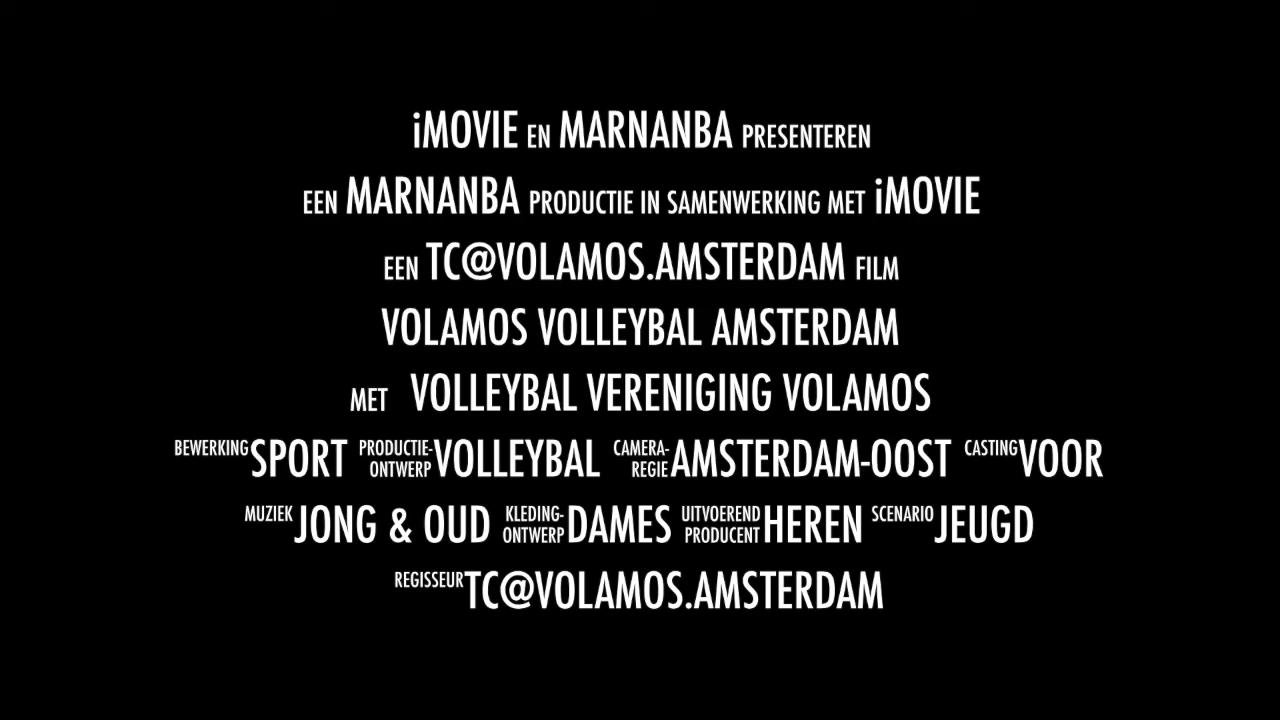 iMOVIE EN MARNANBA PRESENTEREN
EEN MARNANBA PRODUCTIE IN SAMENWERKING MET iMOVIE
EEN TC@VOLAMOS.AMSTERDAM FILM
VOLAMOS VOLLEYBAL AMSTERDAM
MET VOLLEYBAL VERENIGING VOLAMOS
BEWERKING SPORT PRODUCTIE-ONTWERP VOLLEYBAL CAMERA-REGIE AMSTERDAM-OOST CASTING VOOR
MUZIEK JONG & OUD KLEDING-ONTWERP DAMES UITVOEREND PRODUCENT HEREN SCENARIO JEUGD
REGISSEUR TC@VOLAMOS.AMSTERDAM